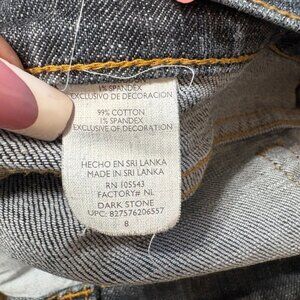 1% SPANDEX
EXCLUSIVO DE DECORACION
99% COTTON
1% SPANDEX
EXCLUSIVE OF DECORATION
HECHO EN SRI LANKA
MADE IN SRI LANKA
RN 105543
FACTORY# NL
DARK STONE
UPC: 827576206557
8